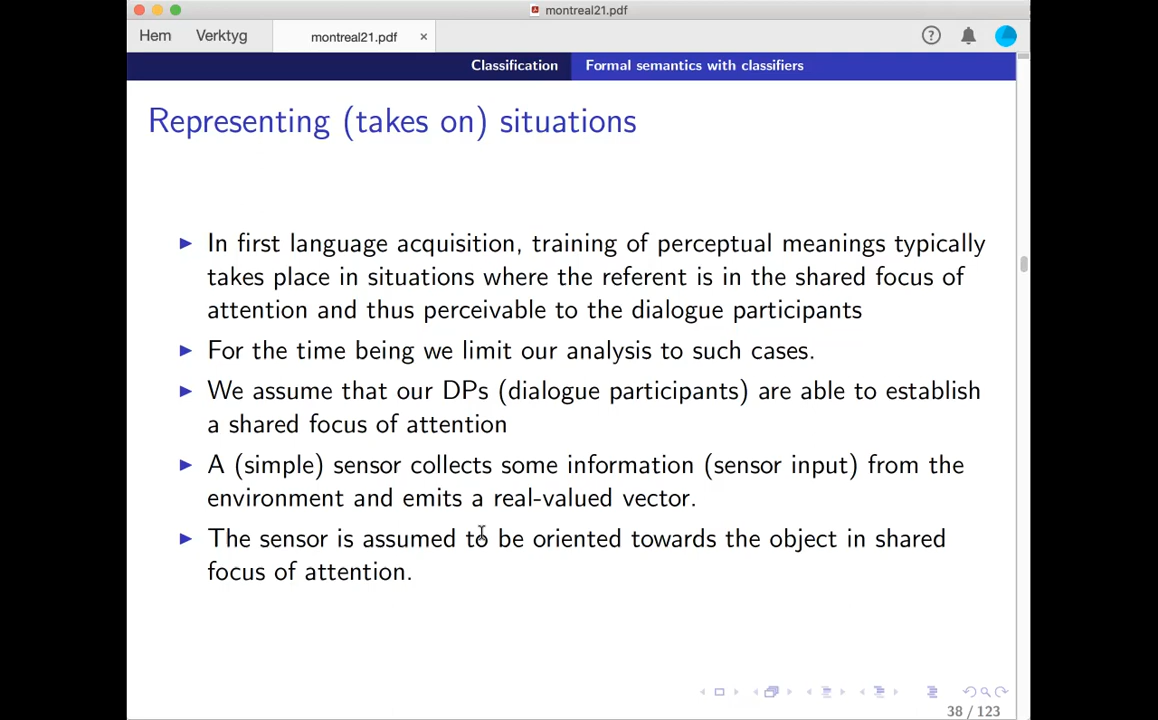 montreal21.pdf
Hem Verktyg montreal21.pdf ×
Classification Formal semantics with classifiers
Representing (takes on) situations
In first language acquisition, training of perceptual meanings typically
takes place in situations where the referent is in the shared focus of
attention and thus perceivable to the dialogue participants
For the time being we limit our analysis to such cases.
We assume that our DPs (dialogue participants) are able to establish
a shared focus of attention
A (simple) sensor collects some information (sensor input) from the
environment and emits a real-valued vector.
The sensor is assumed to be oriented towards the object in shared
focus of attention.
38 / 123